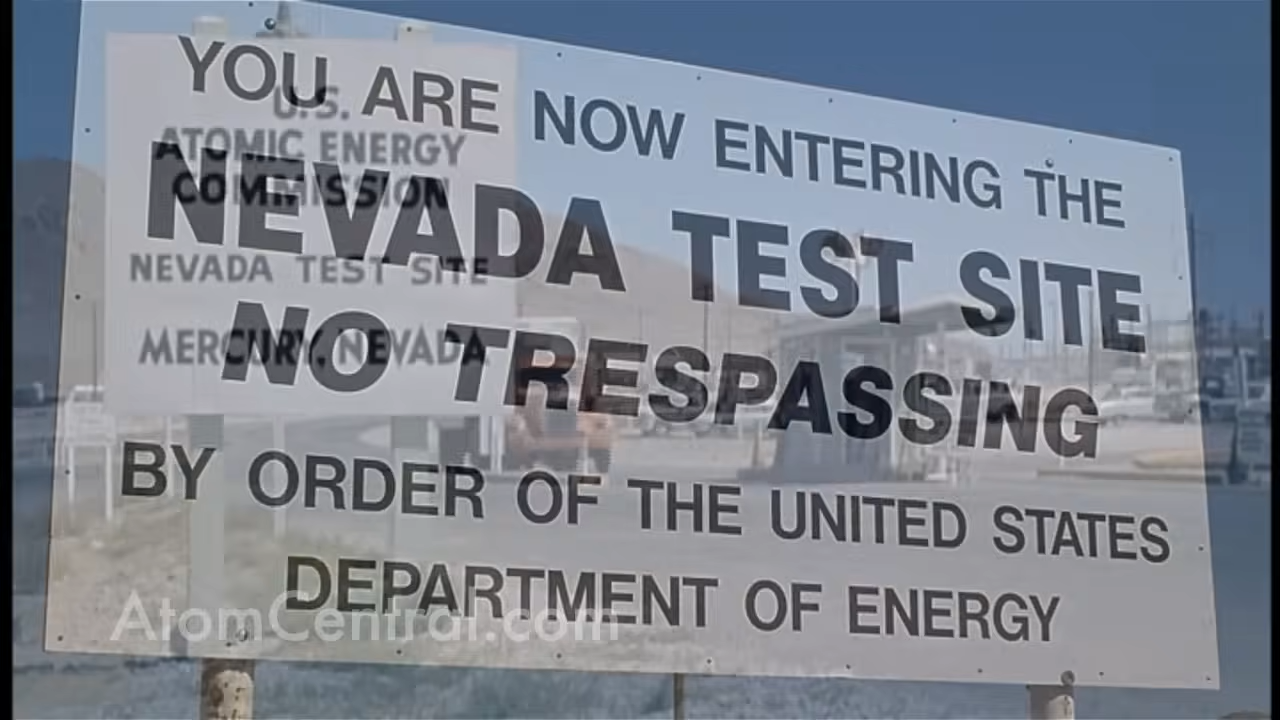 YOU ARE NOW ENTERING THE
NEVADA TEST SITE
NO TRESPASSING
BY ORDER OF THE UNITED STATES
DEPARTMENT OF ENERGY
U.S.
ATOMIC ENERGY
COMMISSION
NEVADA TEST SITE
MERCURY, NEVADA
AtomCentral.com